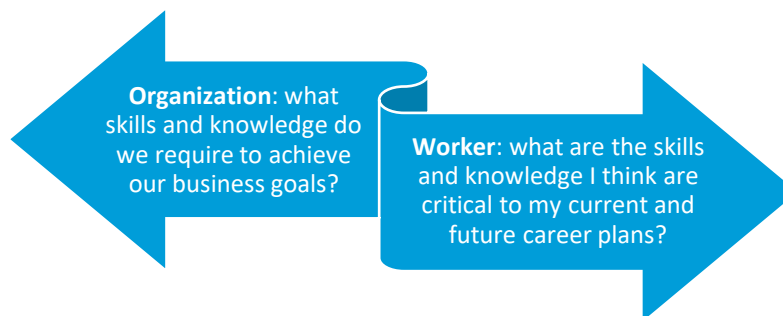 Organization: what
skills and knowledge do
we require to achieve
our business goals?
Worker: what are the skills
and knowledge I think are
critical to my current and
future career plans?